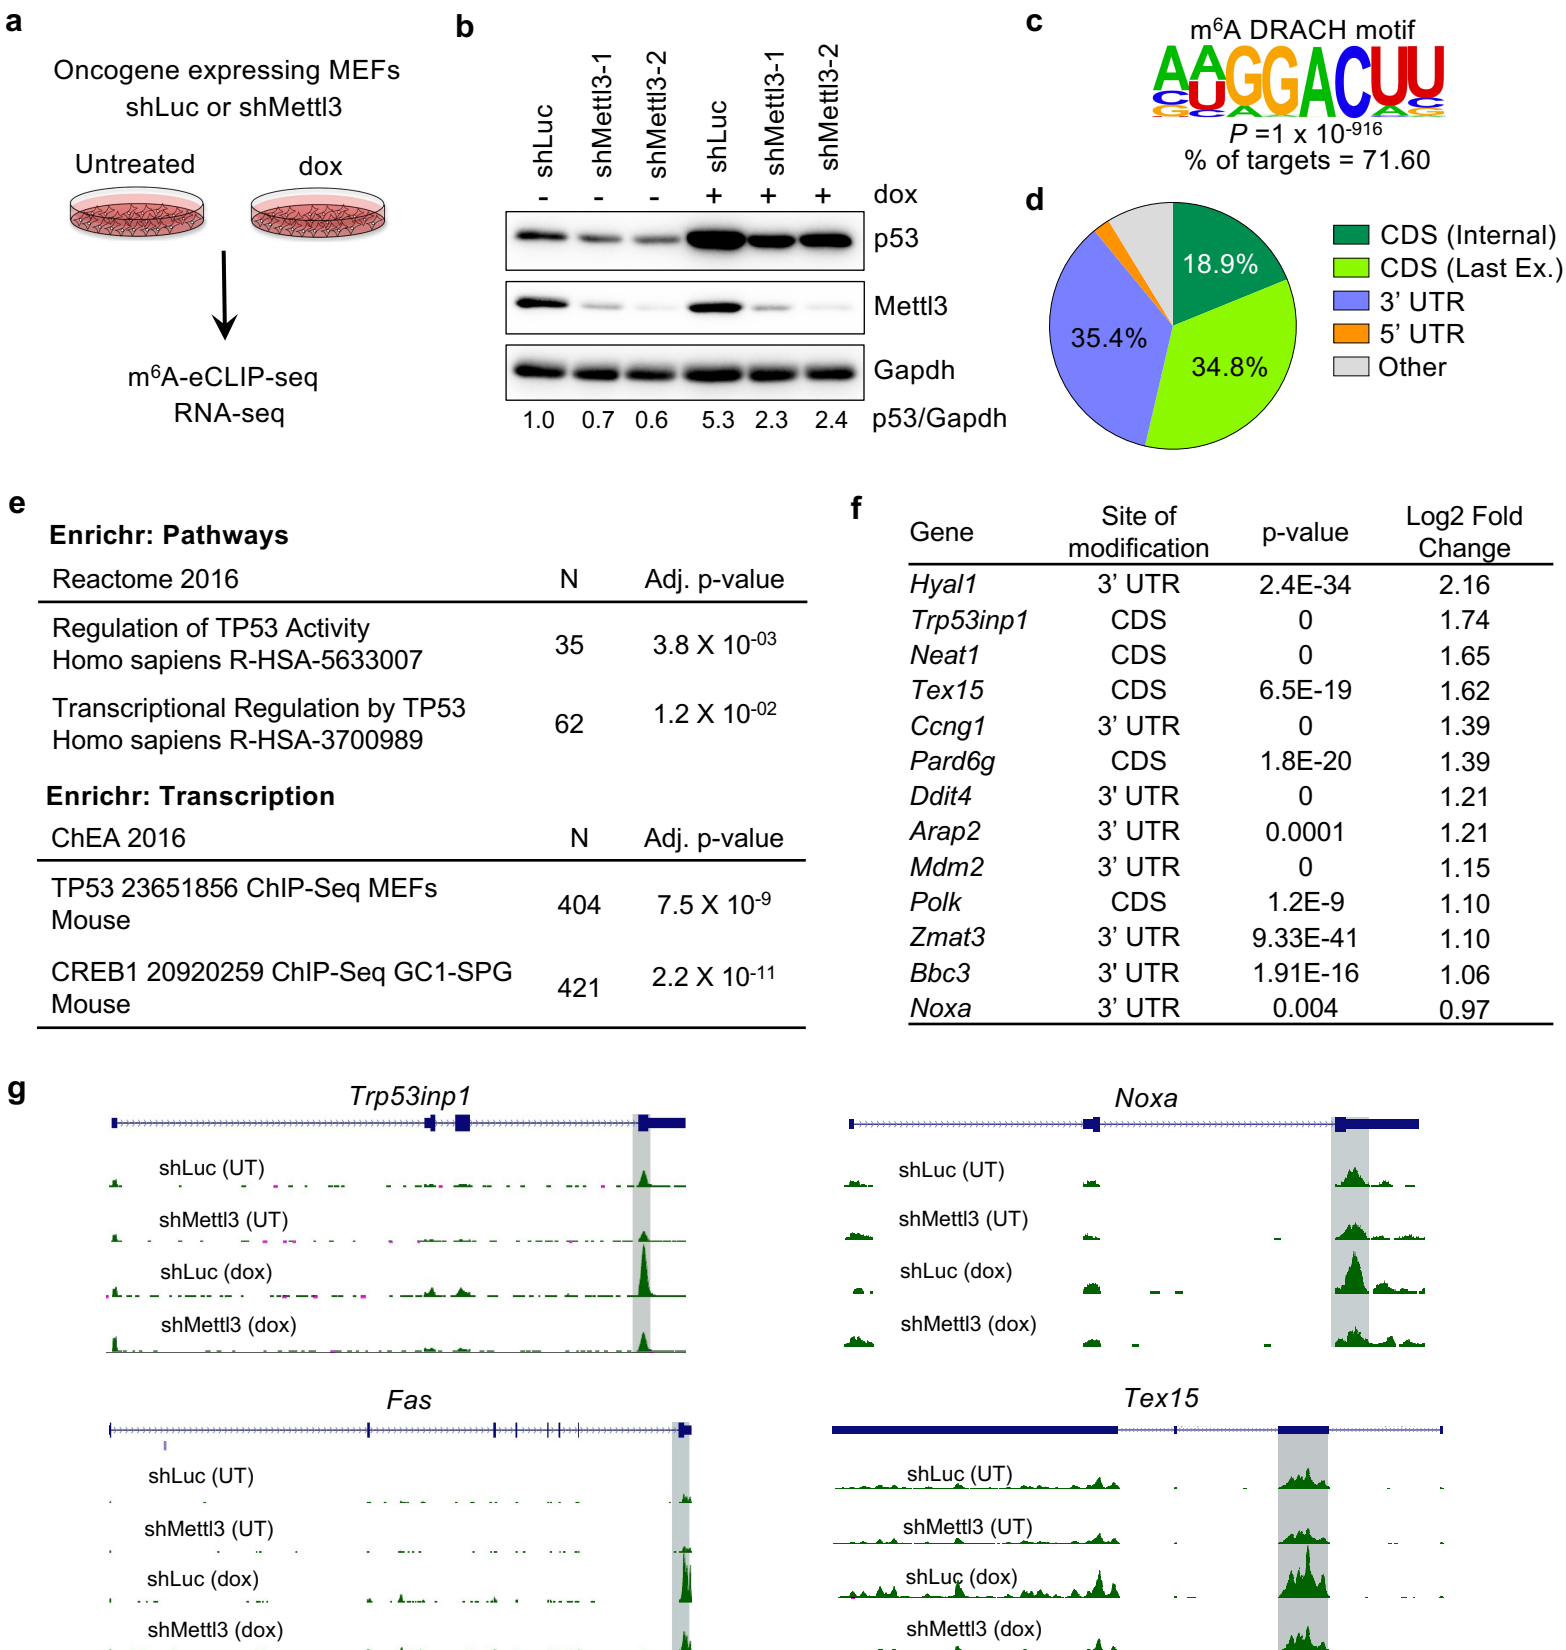 a
Oncogene expressing MEFs
shLuc or shMettl3
Untreated
dox
m⁶A-eCLIP-seq
RNA-seq
b
shLuc
shMettl3-1
shMettl3-2
shLuc
shMettl3-1
shMettl3-2
- - - + + + dox
p53
Mettl3
Gapdh
1.0 0.7 0.6 5.3 2.3 2.4 p53/Gapdh
c
m⁶A DRACH motif
AAGGACUU
P =1 x 10⁻⁹¹⁶
% of targets = 71.60
d
18.9%
35.4%
34.8%
CDS (Internal)
CDS (Last Ex.)
3’ UTR
5’ UTR
Other
e
Enrichr: Pathways
Reactome 2016 N Adj. p-value
Regulation of TP53 Activity
Homo sapiens R-HSA-5633007 35 3.8 X 10⁻⁰³
Transcriptional Regulation by TP53
Homo sapiens R-HSA-3700989 62 1.2 X 10⁻⁰²
Enrichr: Transcription
ChEA 2016 N Adj. p-value
TP53 23651856 ChIP-Seq MEFs
Mouse 404 7.5 X 10⁻⁹
CREB1 20920259 ChIP-Seq GC1-SPG
Mouse 421 2.2 X 10⁻¹¹
f
Gene Site of modification p-value Log2 Fold Change
Hyal1 3’ UTR 2.4E-34 2.16
Trp53inp1 CDS 0 1.74
Neat1 CDS 0 1.65
Tex15 CDS 6.5E-19 1.62
Ccng1 3’ UTR 0 1.39
Pard6g CDS 1.8E-20 1.39
Ddit4 3' UTR 0 1.21
Arap2 3’ UTR 0.0001 1.21
Mdm2 3’ UTR 0 1.15
Polk CDS 1.2E-9 1.10
Zmat3 3’ UTR 9.33E-41 1.10
Bbc3 3' UTR 1.91E-16 1.06
Noxa 3’ UTR 0.004 0.97
g
Trp53inp1
shLuc (UT)
shMettl3 (UT)
shLuc (dox)
shMettl3 (dox)
Noxa
shLuc (UT)
shMettl3 (UT)
shLuc (dox)
shMettl3 (dox)
Fas
shLuc (UT)
shMettl3 (UT)
shLuc (dox)
shMettl3 (dox)
Tex15
shLuc (UT)
shMettl3 (UT)
shLuc (dox)
shMettl3 (dox)